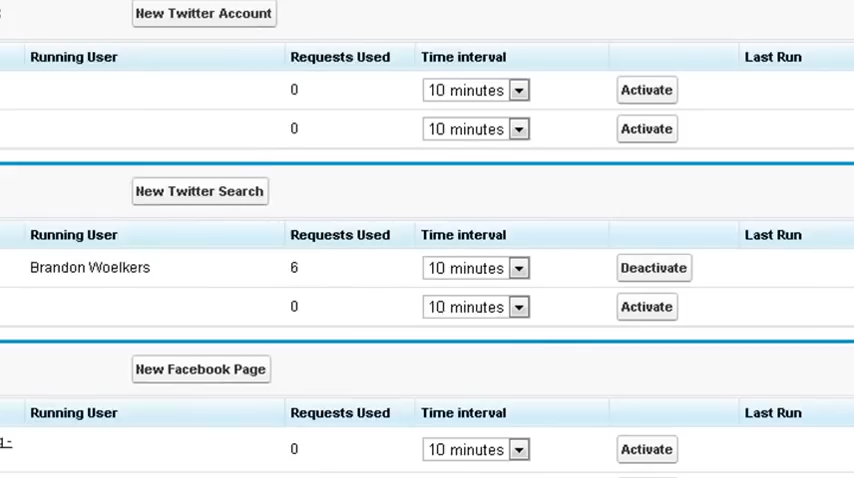 New Twitter Account
Running User Requests Used Time interval Last Run
0 10 minutes Activate
0 10 minutes Activate
New Twitter Search
Running User Requests Used Time interval Last Run
Brandon Woelkers 6 10 minutes Deactivate
0 10 minutes Activate
New Facebook Page
Running User Requests Used Time interval Last Run
0 10 minutes Activate